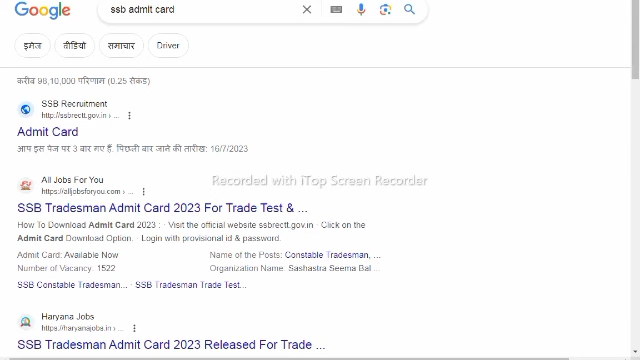 Google
ssb admit card
इमेज वीडियो समाचार Driver
करीब 98,10,000 परिणाम (0.25 सेकंड)
SSB Recruitment
http://ssbrectt.gov.in › ...
Admit Card
आप इस पेज पर 3 बार गए हैं. पिछली बार जाने की तारीख: 16/7/2023
Recorded with iTop Screen Recorder
All Jobs For You
https://alljobsforyou.com › ...
SSB Tradesman Admit Card 2023 For Trade Test & ...
How To Download Admit Card 2023 : · Visit the official website ssbrectt.gov.in · Click on the
Admit Card Download Option. · Login with provisional id & password.
Admit Card: Available Now Name of the Posts: Constable Tradesman, ...
Number of Vacancy: 1522 Organization Name: Sashastra Seema Bal ...
SSB Constable Tradesman... · SSB Tradesman Trade Test...
Haryana Jobs
https://haryanajobs.in › ...
SSB Tradesman Admit Card 2023 Released For Trade ...